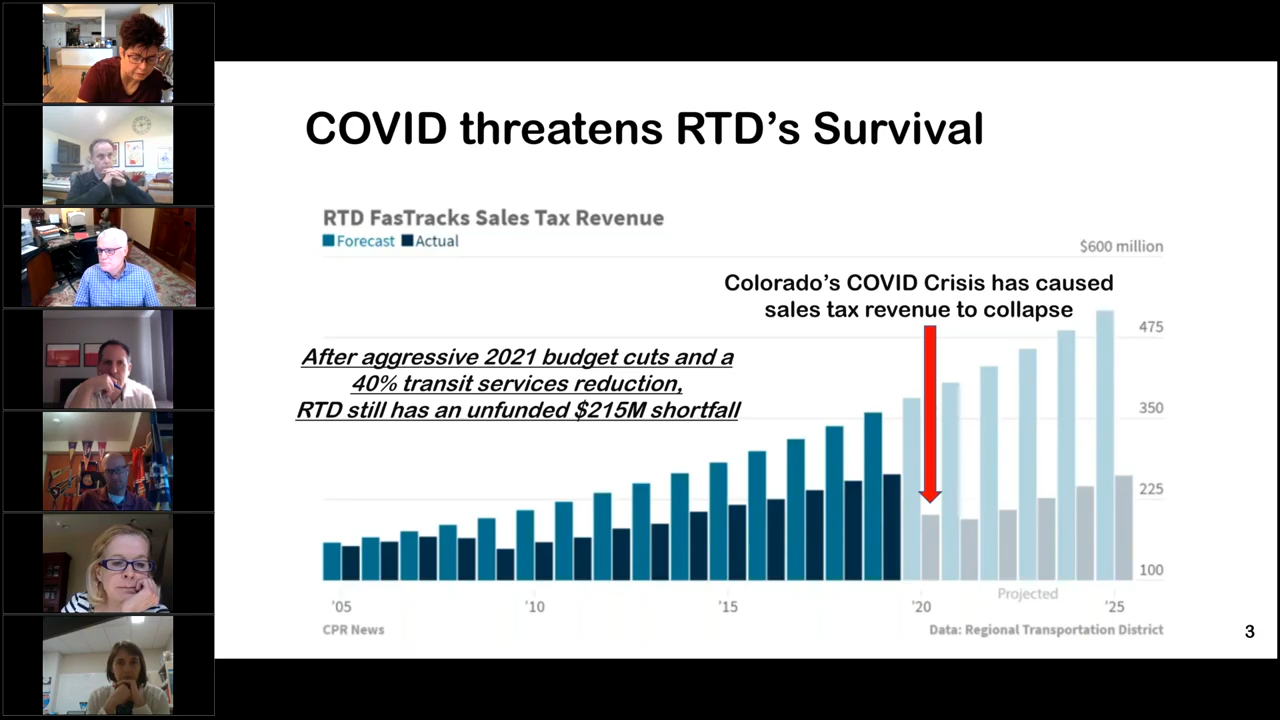 COVID threatens RTD’s Survival
RTD FasTracks Sales Tax Revenue
Forecast Actual
$600 million
Colorado’s COVID Crisis has caused
sales tax revenue to collapse
475
After aggressive 2021 budget cuts and a
40% transit services reduction,
RTD still has an unfunded $215M shortfall
350
225
100
Projected
’05 ’10 ’15 ’20 ’25
CPR News
Data: Regional Transportation District
3